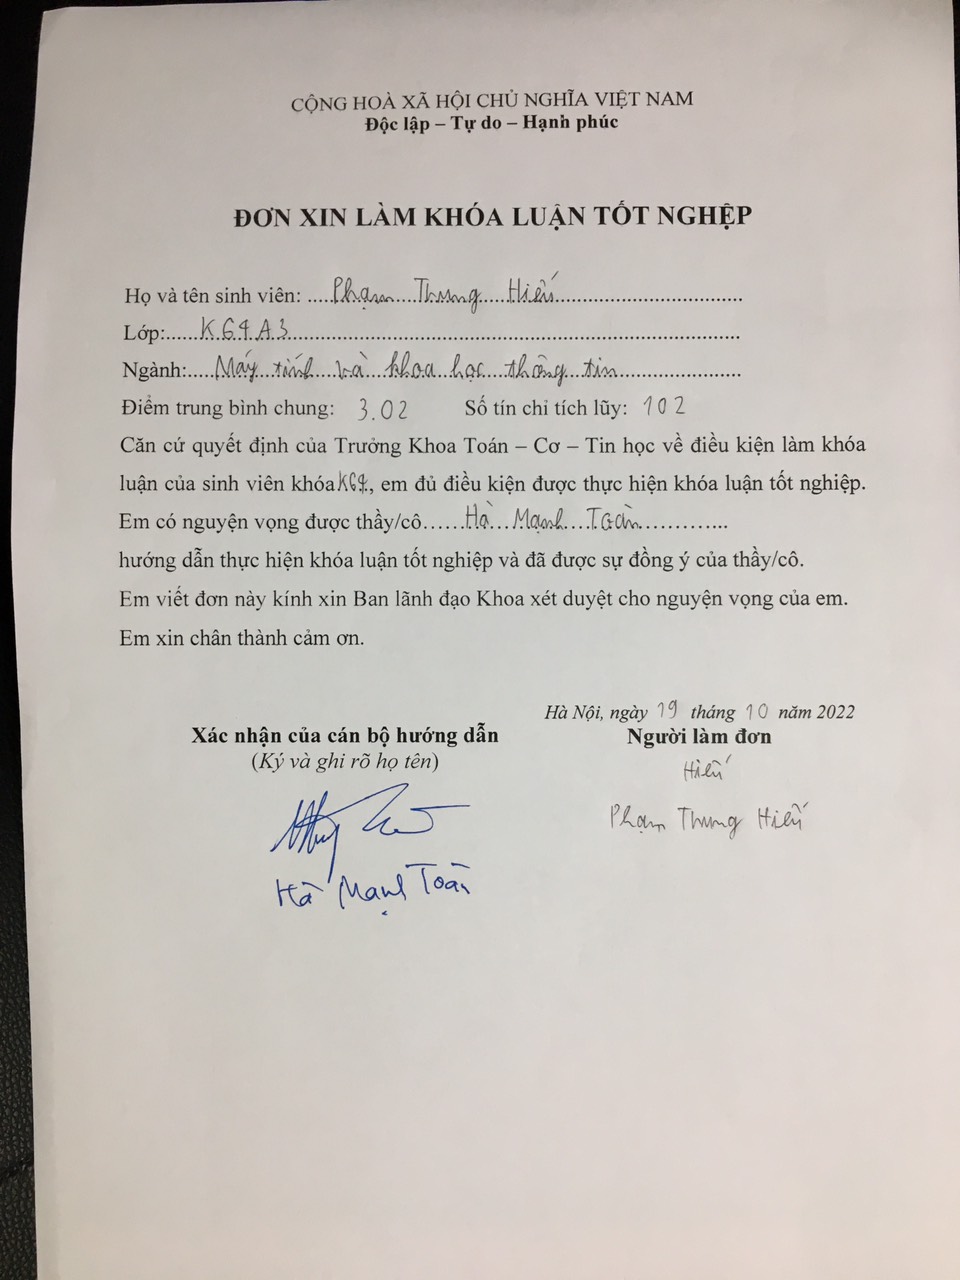 CỘNG HOÀ XÃ HỘI CHỦ NGHĨA VIỆT NAM
Độc lập – Tự do – Hạnh phúc
ĐƠN XIN LÀM KHÓA LUẬN TỐT NGHỆP
Họ và tên sinh viên: .....Phạm....Trung....Hiếu...............................
Lớp:......K64A3...............................
Ngành:.....Máy...tính....và...khoa học...thông...tin......................
Điểm trung bình chung: 3.02 Số tín chỉ tích lũy: 102
Căn cứ quyết định của Trưởng Khoa Toán – Cơ – Tin học về điều kiện làm khóa
luận của sinh viên khóaK64, em đủ điều kiện được thực hiện khóa luận tốt nghiệp.
Em có nguyện vọng được thầy/cô……Hà...Mạnh...Toàn……………..
hướng dẫn thực hiện khóa luận tốt nghiệp và đã được sự đồng ý của thầy/cô.
Em viết đơn này kính xin Ban lãnh đạo Khoa xét duyệt cho nguyện vọng của em.
Em xin chân thành cảm ơn.
Hà Nội, ngày 19 tháng 10 năm 2022
Xác nhận của cán bộ hướng dẫn Người làm đơn
(Ký và ghi rõ họ tên) Hiếu
Phạm Trung Hiếu
Hà Mạnh Toàn